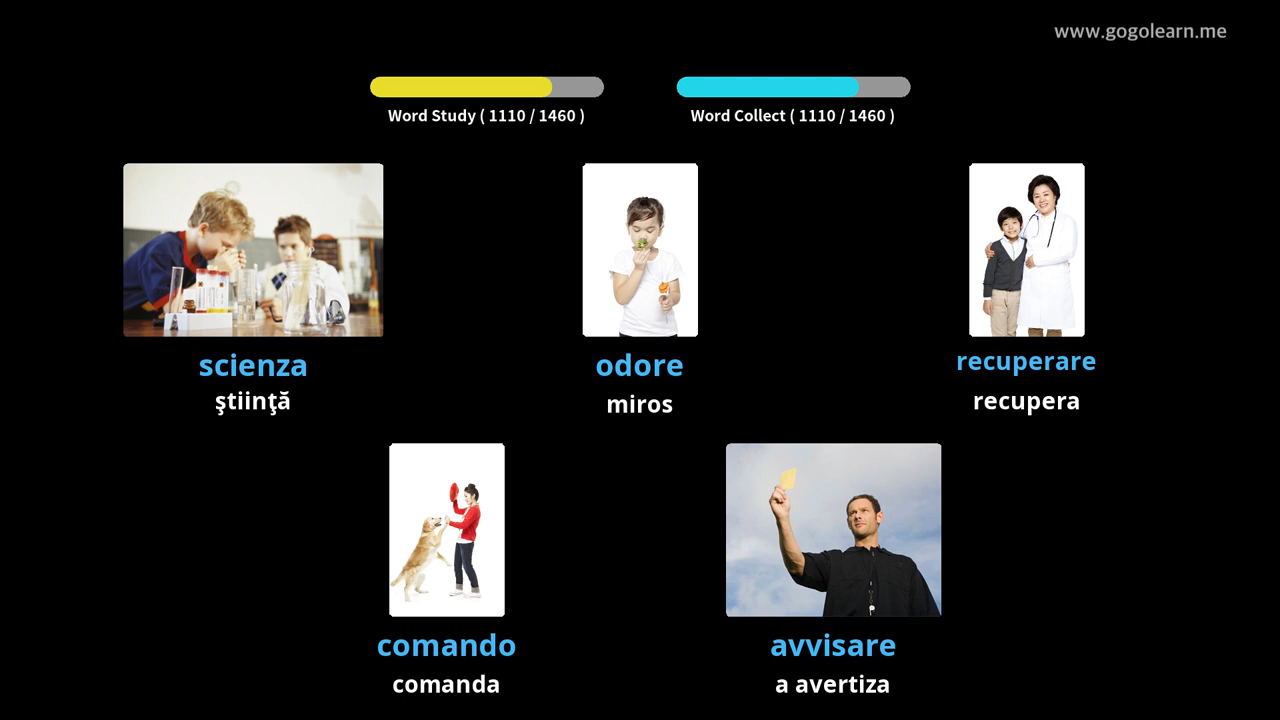 www.gogolearn.me
Word Study ( 1110 / 1460 )
Word Collect ( 1110 / 1460 )
scienza
ştiinţă
odore
miros
recuperare
recupera
comando
comanda
avvisare
a avertiza